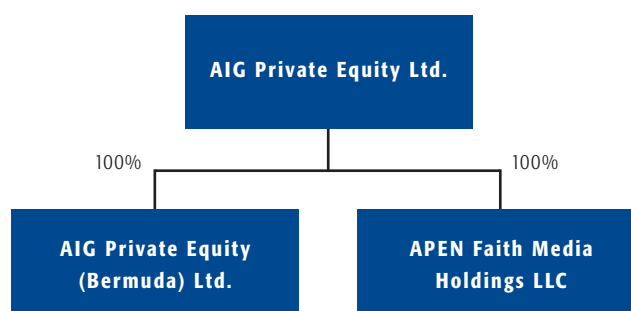 AIG Private Equity Ltd.
100%
100%
AIG Private Equity
(Bermuda) Ltd.
APEN Faith Media
Holdings LLC